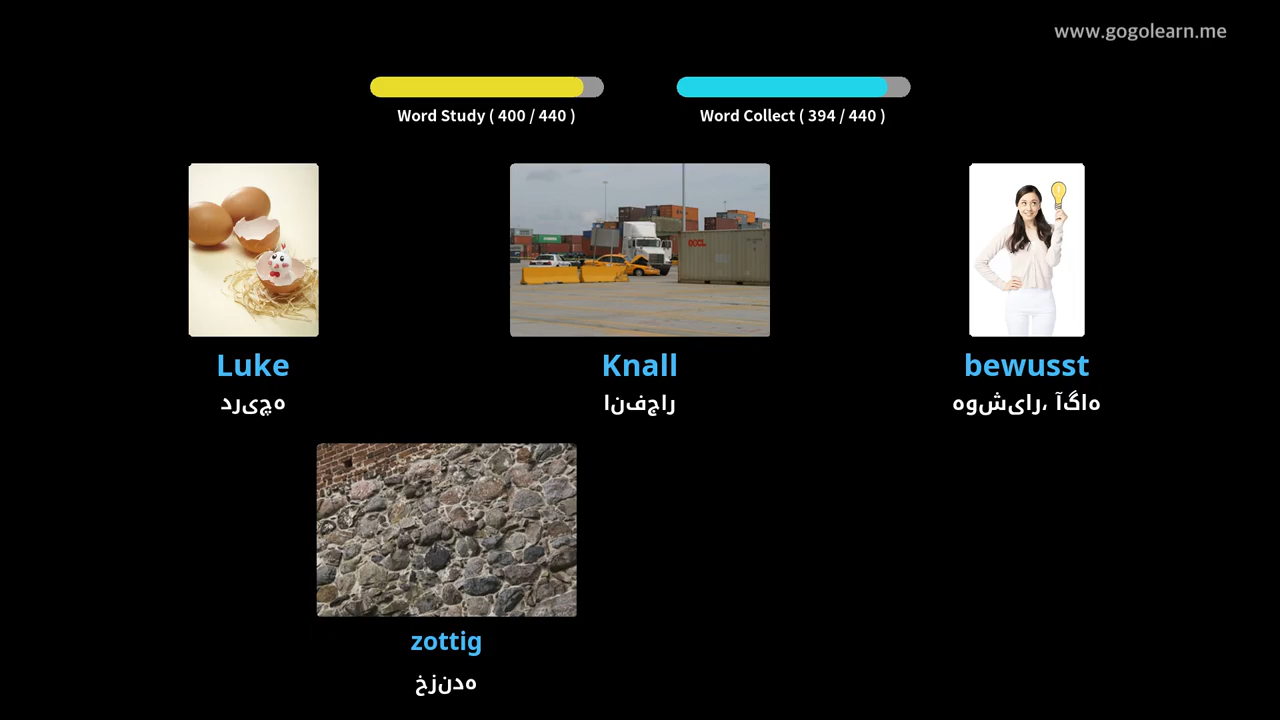 www.gogolearn.me
Word Study ( 400 / 440 )
Word Collect ( 394 / 440 )
Luke
دریچه
Knall
انفجار
bewusst
هوشیار، آگاه
zottig
خزنده